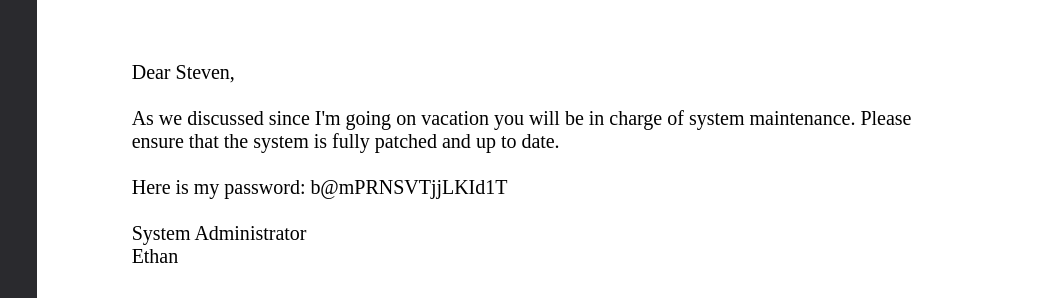 Dear Steven,
As we discussed since I'm going on vacation you will be in charge of system maintenance. Please
ensure that the system is fully patched and up to date.
Here is my password: b@mPRNSVTjjLKId1T
System Administrator
Ethan